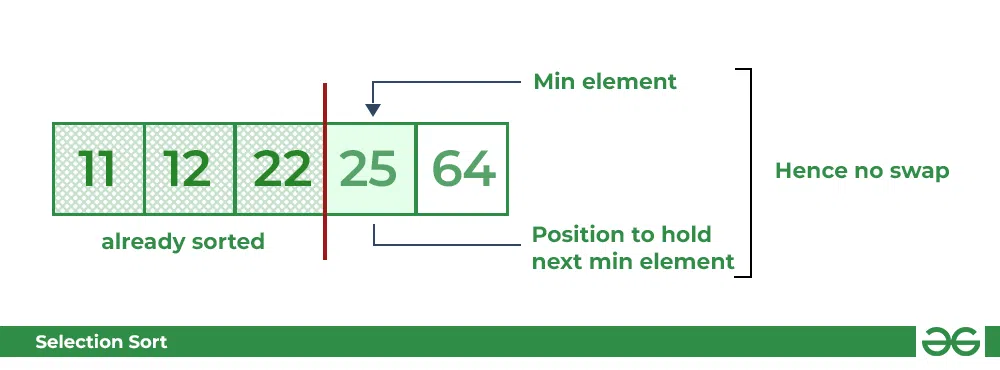 Min element
11 12 22 25 64
Hence no swap
already sorted
Position to hold
next min element
Selection Sort